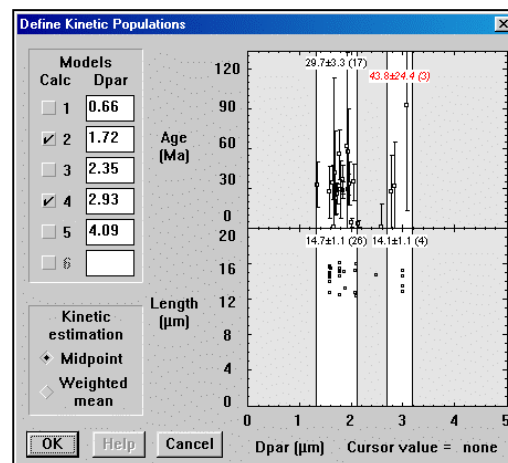 Define Kinetic Populations
Models
Calc Dpar
1 0.66
2 1.72
3 2.35
4 2.93
5 4.09
6
Kinetic
estimation
Midpoint
Weighted
mean
OK Help Cancel
Age
(Ma)
120
90
60
30
0
29.7±3.3 (17)
43.8±24.4 (3)
Length
(µm)
20
16
12
8
4
0
14.7±1.1 (26) 14.1±1.1 (4)
0 1 2 3 4 5
Dpar (µm) Cursor value = none